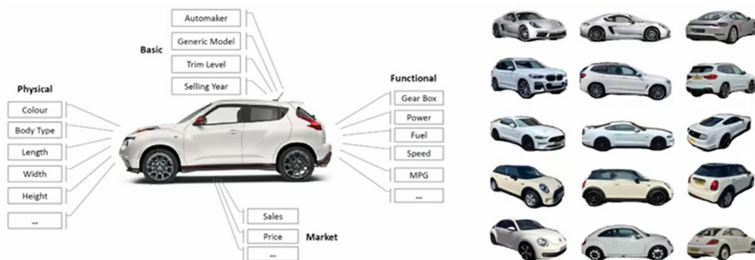 Basic
Automaker
Generic Model
Trim Level
Selling Year
Physical
Colour
Body Type
Length
Width
Height
...
Functional
Gear Box
Power
Fuel
Speed
MPG
...
Sales
Price
...
Market